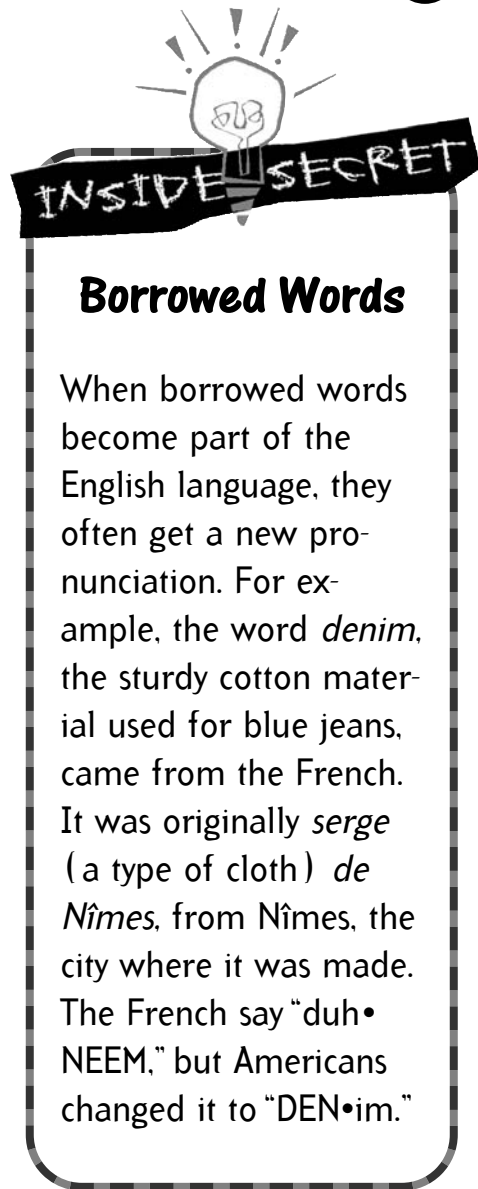 INSIDE SECRET
Borrowed Words
When borrowed words
become part of the
English language, they
often get a new pro-
nunciation. For ex-
ample, the word denim,
the sturdy cotton mater-
ial used for blue jeans,
came from the French.
It was originally serge
(a type of cloth) de
Nîmes, from Nîmes, the
city where it was made.
The French say “duh•
NEEM,” but Americans
changed it to “DEN•im.”